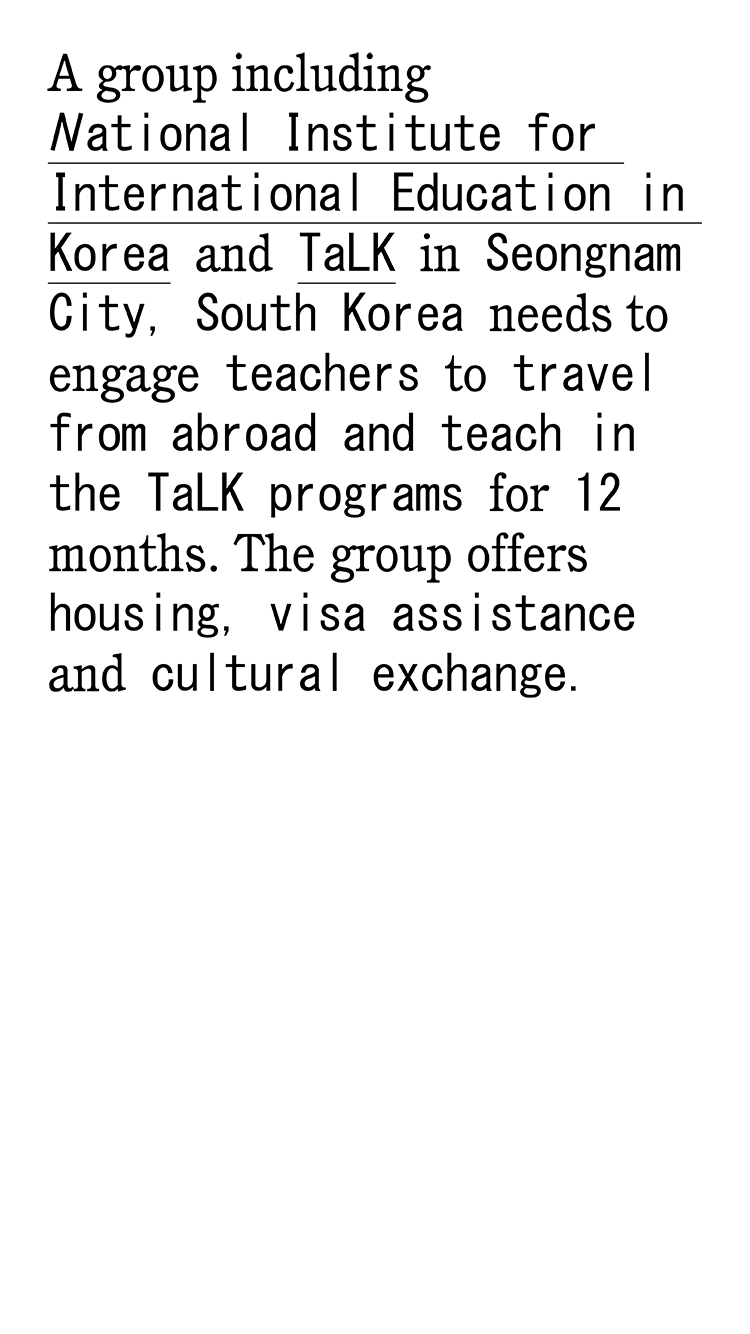 A group including
National Institute for
International Education in
Korea and TaLK in Seongnam
City, South Korea needs to
engage teachers to travel
from abroad and teach in
the TaLK programs for 12
months. The group offers
housing, visa assistance
and cultural exchange.